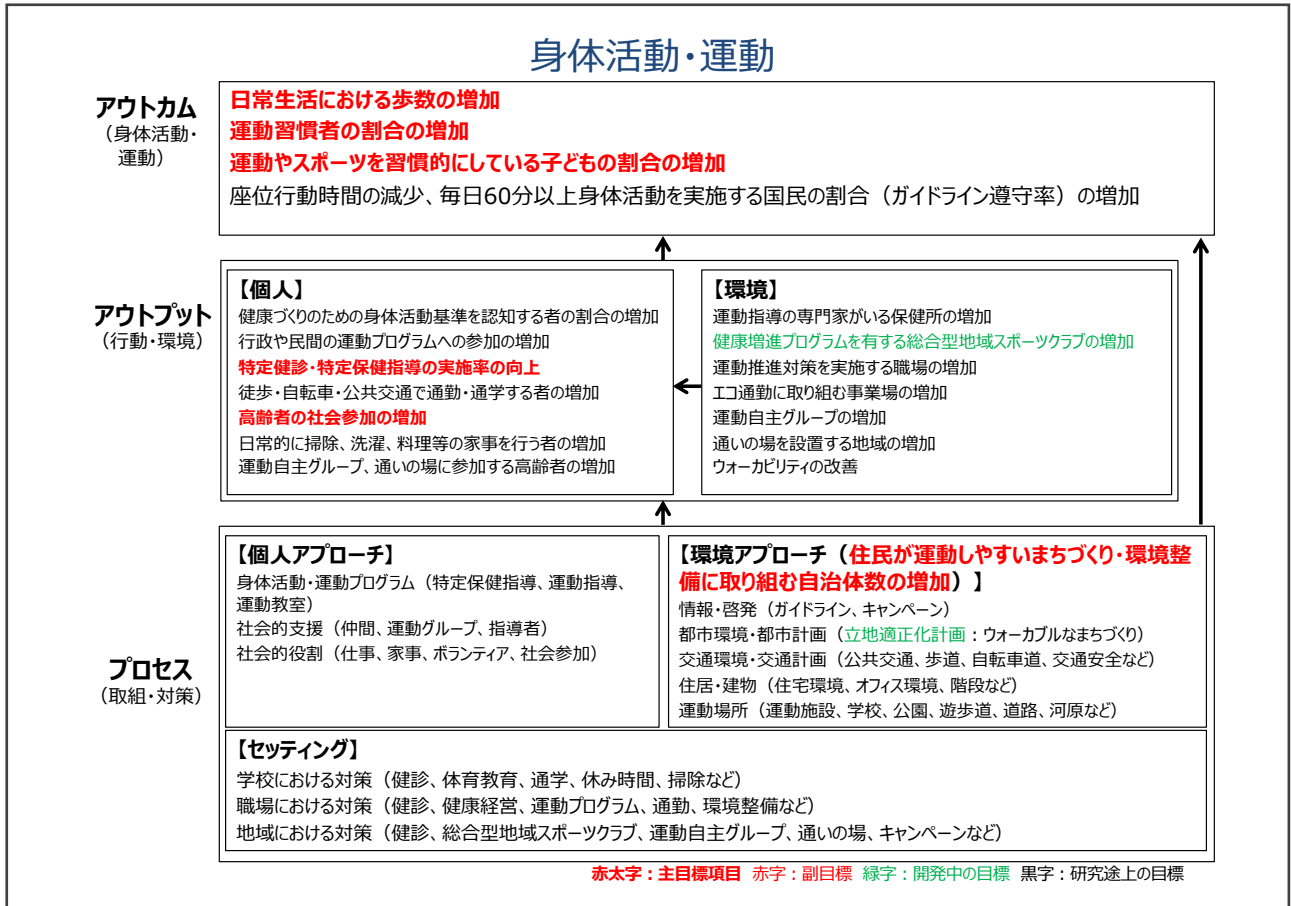 身体活動・運動
アウトカム
（身体活動・
運動）
日常生活における歩数の増加
運動習慣者の割合の増加
運動やスポーツを習慣的にしている子どもの割合の増加
座位行動時間の減少、毎日60分以上身体活動を実施する国民の割合（ガイドライン遵守率）の増加
アウトプット
（行動・環境）
【個人】
健康づくりのための身体活動基準を認知する者の割合の増加
行政や民間の運動プログラムへの参加の増加
特定健診・特定保健指導の実施率の向上
徒歩・自転車・公共交通で通勤・通学する者の増加
高齢者の社会参加の増加
日常的に掃除、洗濯、料理等の家事を行う者の増加
運動自主グループ、通いの場に参加する高齢者の増加
【環境】
運動指導の専門家がいる保健所の増加
健康増進プログラムを有する総合型地域スポーツクラブの増加
運動推進対策を実施する職場の増加
エコ通勤に取り組む事業場の増加
運動自主グループの増加
通いの場を設置する地域の増加
ウォーカビリティの改善
プロセス
（取組・対策）
【個人アプローチ】
身体活動・運動プログラム（特定保健指導、運動指導、
運動教室）
社会的支援（仲間、運動グループ、指導者）
社会的役割（仕事、家事、ボランティア、社会参加）
【環境アプローチ（住民が運動しやすいまちづくり・環境整
備に取り組む自治体数の増加）】
情報・啓発（ガイドライン、キャンペーン）
都市環境・都市計画（立地適正化計画：ウォーカブルなまちづくり）
交通環境・交通計画（公共交通、歩道、自転車道、交通安全など）
住居・建物（住宅環境、オフィス環境、階段など）
運動場所（運動施設、学校、公園、遊歩道、道路、河原など）
【セッティング】
学校における対策（健診、体育教育、通学、休み時間、掃除など）
職場における対策（健診、健康経営、運動プログラム、通勤、環境整備など）
地域における対策（健診、総合型地域スポーツクラブ、運動自主グループ、通いの場、キャンペーンなど）
赤太字：主目標項目 赤字：副目標 緑字：開発中の目標 黒字：研究途上の目標